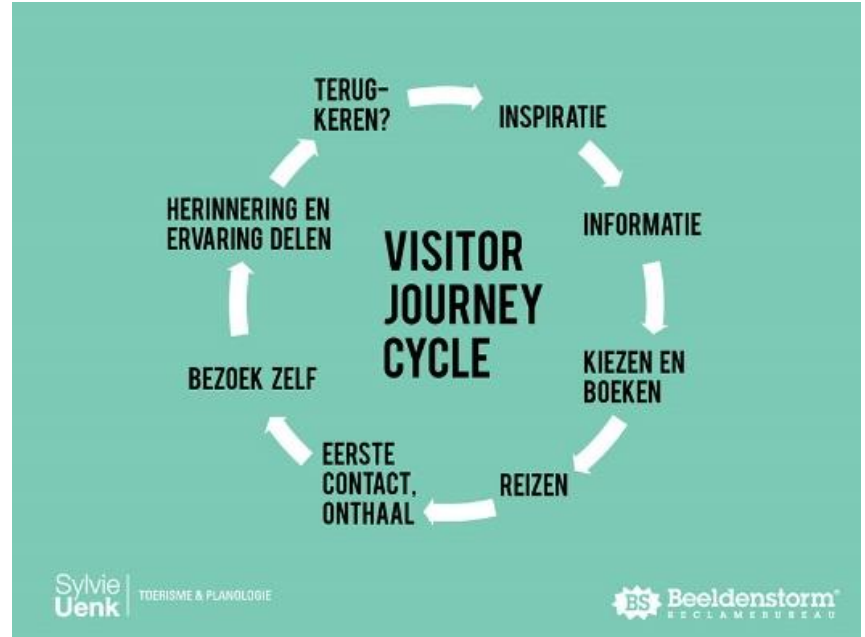 TERUG-
KEREN?
INSPIRATIE
INFORMATIE
KIEZEN EN
BOEKEN
REIZEN
EERSTE
CONTACT,
ONTHAAL
BEZOEK ZELF
HERINNERING EN
ERVARING DELEN
VISITOR
JOURNEY
CYCLE
Sylvie
Uenk
TOERISME & PLANOLOGIE
BS
Beeldenstorm®
RECLAMEBUREAU